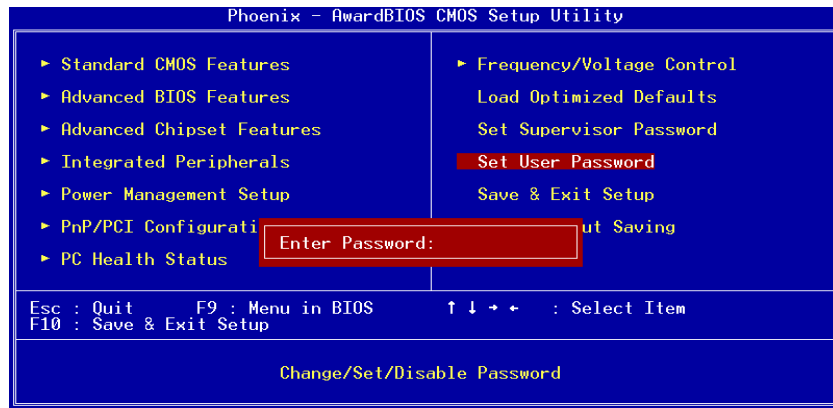 Phoenix - AwardBIOS CMOS Setup Utility
► Standard CMOS Features
► Advanced BIOS Features
► Advanced Chipset Features
► Integrated Peripherals
► Power Management Setup
► PnP/PCI Configurati
► PC Health Status
► Frequency/Voltage Control
Load Optimized Defaults
Set Supervisor Password
Set User Password
Save & Exit Setup
ut Saving
Enter Password:
Esc : Quit F9 : Menu in BIOS ↑ ↓ → ← : Select Item
F10 : Save & Exit Setup
Change/Set/Disable Password